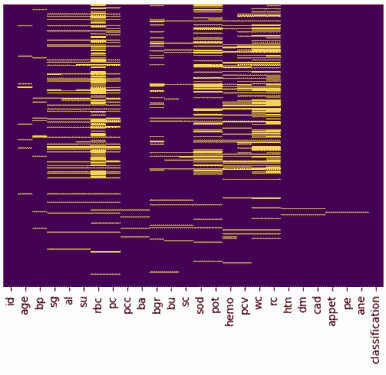 id
age
bp
sg
al
su
rbc
pc
pcc
ba
bgr
bu
sc
sod
pot
hemo
pcv
wc
rc
htn
dm
cad
appet
pe
ane
classification